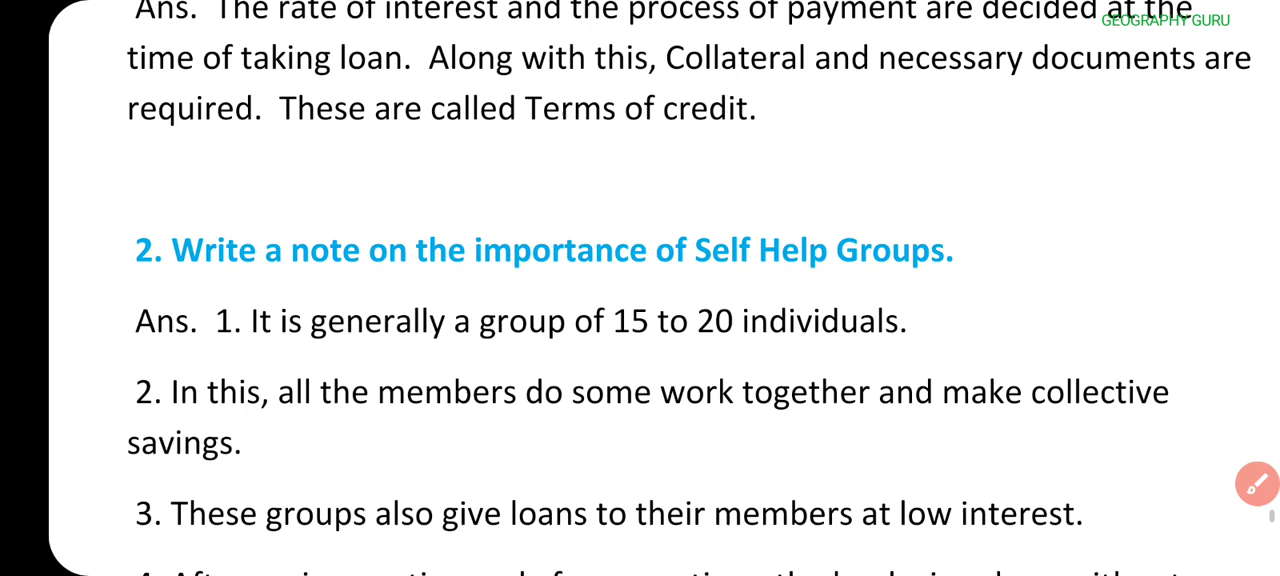 Ans.  The rate of interest and the process of payment are decided at the
GEOGRAPHY GURU
time of taking loan.  Along with this, Collateral and necessary documents are
required.  These are called Terms of credit.
2. Write a note on the importance of Self Help Groups.
Ans.  1. It is generally a group of 15 to 20 individuals.
2. In this, all the members do some work together and make collective
savings.
3. These groups also give loans to their members at low interest.